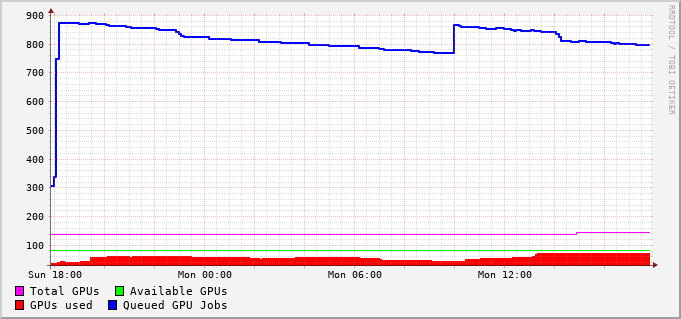 900
800
700
600
500
400
300
200
100
Sun 18:00 Mon 00:00 Mon 06:00 Mon 12:00
Total GPUs Available GPUs
GPUs used Queued GPU Jobs
RRDTOOL / TOBI OETIKER